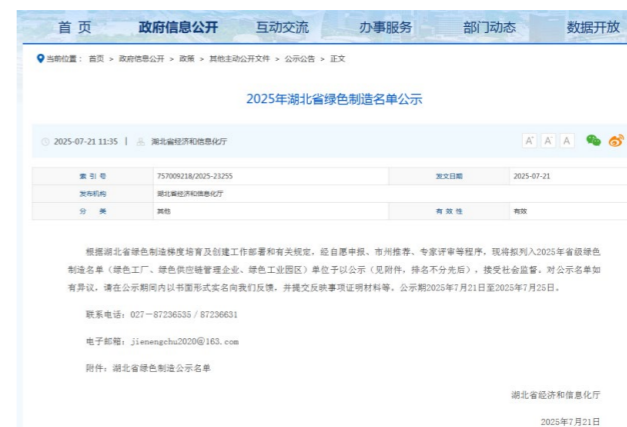 首 页 政府信息公开 互动交流 办事服务 部门动态 数据开放
当前位置： 首页 > 政府信息公开 > 政策 > 其他主动公开文件 > 公示公告 > 正文
2025年湖北省绿色制造名单公示
2025-07-21 11:35 | 湖北省经济和信息化厅 A+ A A-
索 引 号 757009218/2025-23255 发文日期 2025-07-21
发布机构 湖北省经济和信息化厅
分 类 其他 有 效 性 有效
根据湖北省绿色制造梯度培育及创建工作部署和有关规定，经自愿申报、市州推荐、专家评审等程序，现将拟列入2025年省级绿色
制造名单（绿色工厂、绿色供应链管理企业、绿色工业园区）单位予以公示（见附件，排名不分先后），接受社会监督。对公示名单如
有异议，请在公示期间内以书面形式实名向我们反馈，并提交反映事项证明材料等，公示期2025年7月21日至2025年7月25日。
联系电话：027－87236535 / 87236631
电子邮箱：jienengchu2020@163.com
附件：湖北省绿色制造公示名单
湖北省经济和信息化厅
2025年7月21日